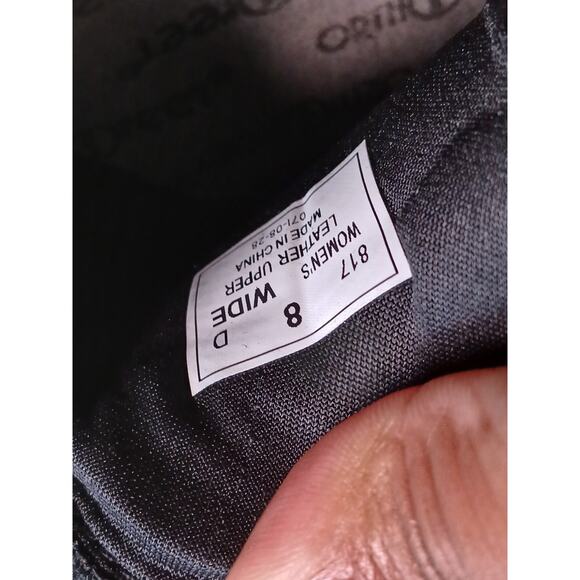 817 8 D
WOMEN'S WIDE
LEATHER UPPER
MADE IN CHINA
071-08-28